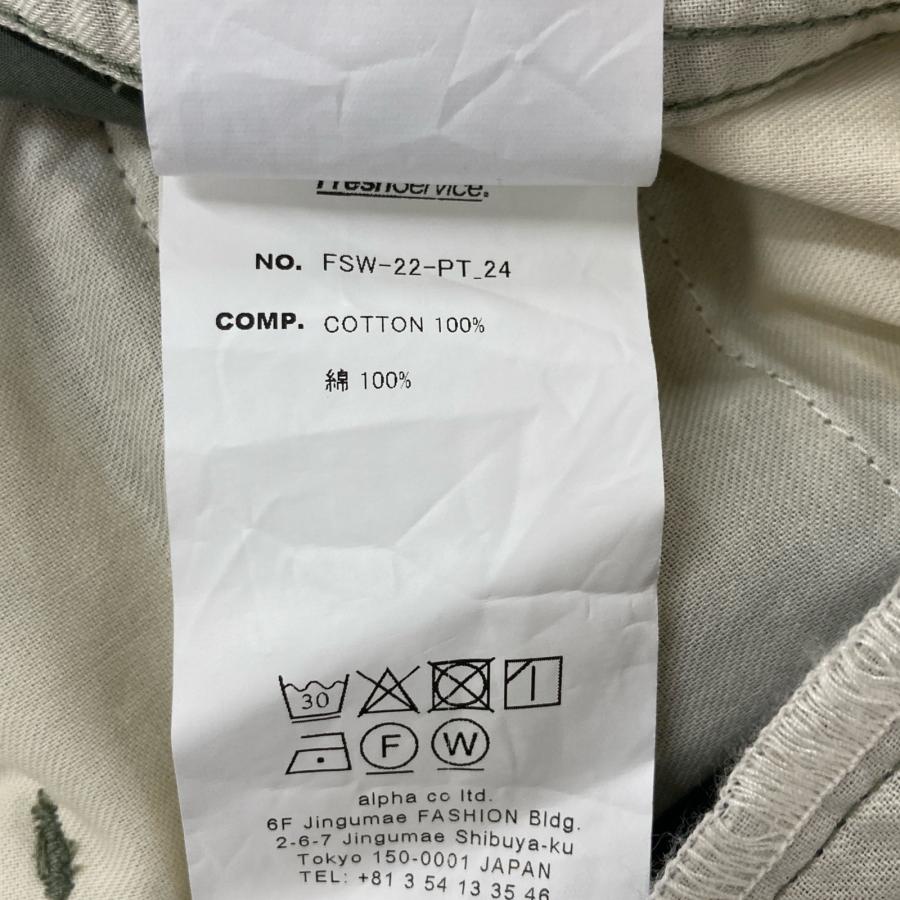 FreshService.
NO. FSW-22-PT_24
COMP. COTTON 100%
綿 100%
30
F W
alpha co ltd.
6F Jingumae FASHION Bldg.
2-6-7 Jingumae Shibuya-ku
Tokyo 150-0001 JAPAN
TEL: +81 3 54 13 35 46